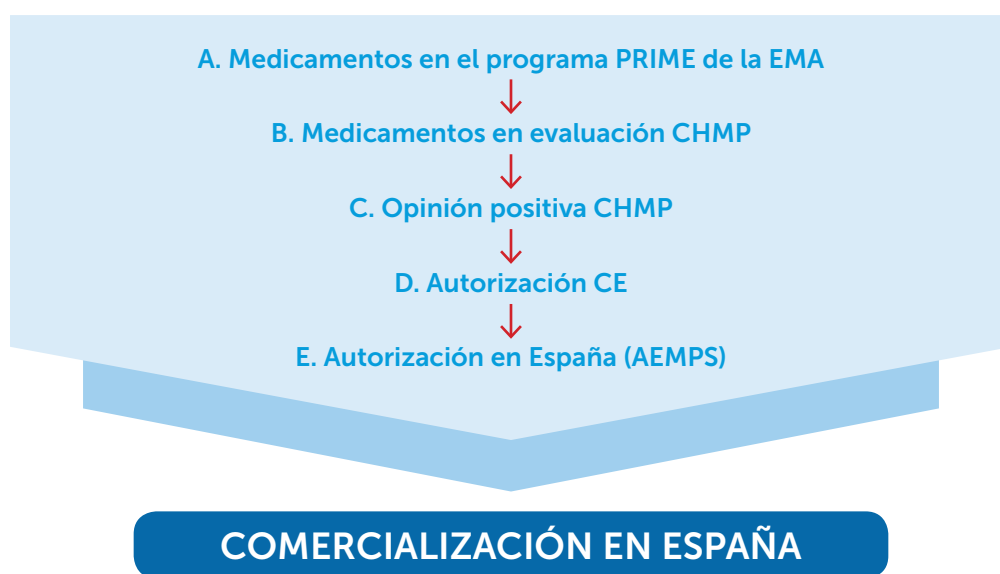 A. Medicamentos en el programa PRIME de la EMA
B. Medicamentos en evaluación CHMP
C. Opinión positiva CHMP
D. Autorización CE
E. Autorización en España (AEMPS)
COMERCIALIZACIÓN EN ESPAÑA